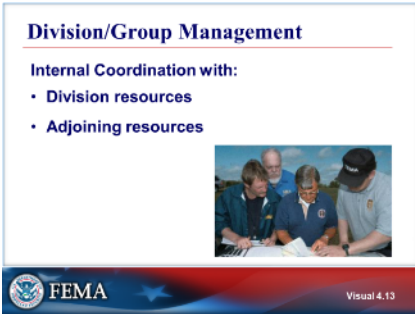 Division/Group Management
Internal Coordination with:
• Division resources
• Adjoining resources
FEMA
Visual 4.13